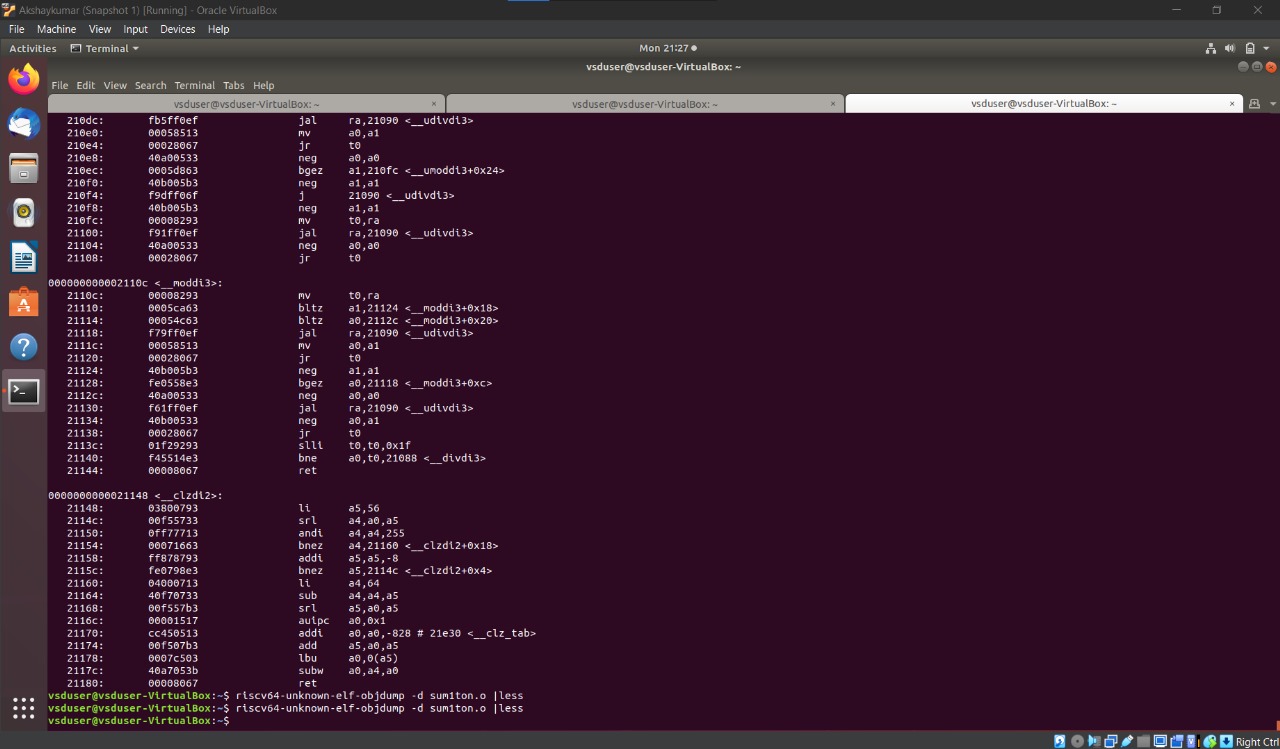 Akshaykumar (Snapshot 1) [Running] - Oracle VirtualBox
File Machine View Input Devices Help
Activities Terminal Mon 21:27
vsduser@vsduser-VirtualBox: ~
File Edit View Search Terminal Tabs Help
vsduser@vsduser-VirtualBox: ~ × vsduser@vsduser-VirtualBox: ~ × vsduser@vsduser-VirtualBox: ~ ×
210dc: fb5ff0ef jal ra,21090 <__udivdi3>
210e0: 00058513 mv a0,a1
210e4: 00028067 jr t0
210e8: 40a00533 neg a0,a0
210ec: 0005d863 bgez a1,210fc <__umoddi3+0x24>
210f0: 40b005b3 neg a1,a1
210f4: f9dff06f j 21090 <__udivdi3>
210f8: 40b005b3 neg a1,a1
210fc: 00008293 mv t0,ra
21100: f91ff0ef jal ra,21090 <__udivdi3>
21104: 40a00533 neg a0,a0
21108: 00028067 jr t0
000000000002110c <__moddi3>:
2110c: 00008293 mv t0,ra
21110: 0005ca63 bltz a1,21124 <__moddi3+0x18>
21114: 00054c63 bltz a0,2112c <__moddi3+0x20>
21118: f79ff0ef jal ra,21090 <__udivdi3>
2111c: 00058513 mv a0,a1
21120: 00028067 jr t0
21124: 40b005b3 neg a1,a1
21128: fe0558e3 bgez a0,21118 <__moddi3+0xc>
2112c: 40a00533 neg a0,a0
21130: f61ff0ef jal ra,21090 <__udivdi3>
21134: 40b00533 neg a0,a1
21138: 00028067 jr t0
2113c: 01f29293 slli t0,t0,0x1f
21140: f45514e3 bne a0,t0,21088 <__divdi3>
21144: 00008067 ret
0000000000021148 <__clzdi2>:
21148: 03800793 li a5,56
2114c: 00f55733 srl a4,a0,a5
21150: 0ff77713 andi a4,a4,255
21154: 00071663 bnez a4,21160 <__clzdi2+0x18>
21158: ff878793 addi a5,a5,-8
2115c: fe0798e3 bnez a5,2114c <__clzdi2+0x4>
21160: 04000713 li a4,64
21164: 40f70733 sub a4,a4,a5
21168: 00f557b3 srl a5,a0,a5
2116c: 00001517 auipc a0,0x1
21170: cc450513 addi a0,a0,-828 # 21e30 <__clz_tab>
21174: 00f507b3 add a5,a0,a5
21178: 0007c503 lbu a0,0(a5)
2117c: 40a7053b subw a0,a4,a0
21180: 00008067 ret
vsduser@vsduser-VirtualBox:~$ riscv64-unknown-elf-objdump -d sum1ton.o |less
vsduser@vsduser-VirtualBox:~$ riscv64-unknown-elf-objdump -d sum1ton.o |less
vsduser@vsduser-VirtualBox:~$
Right Ctrl